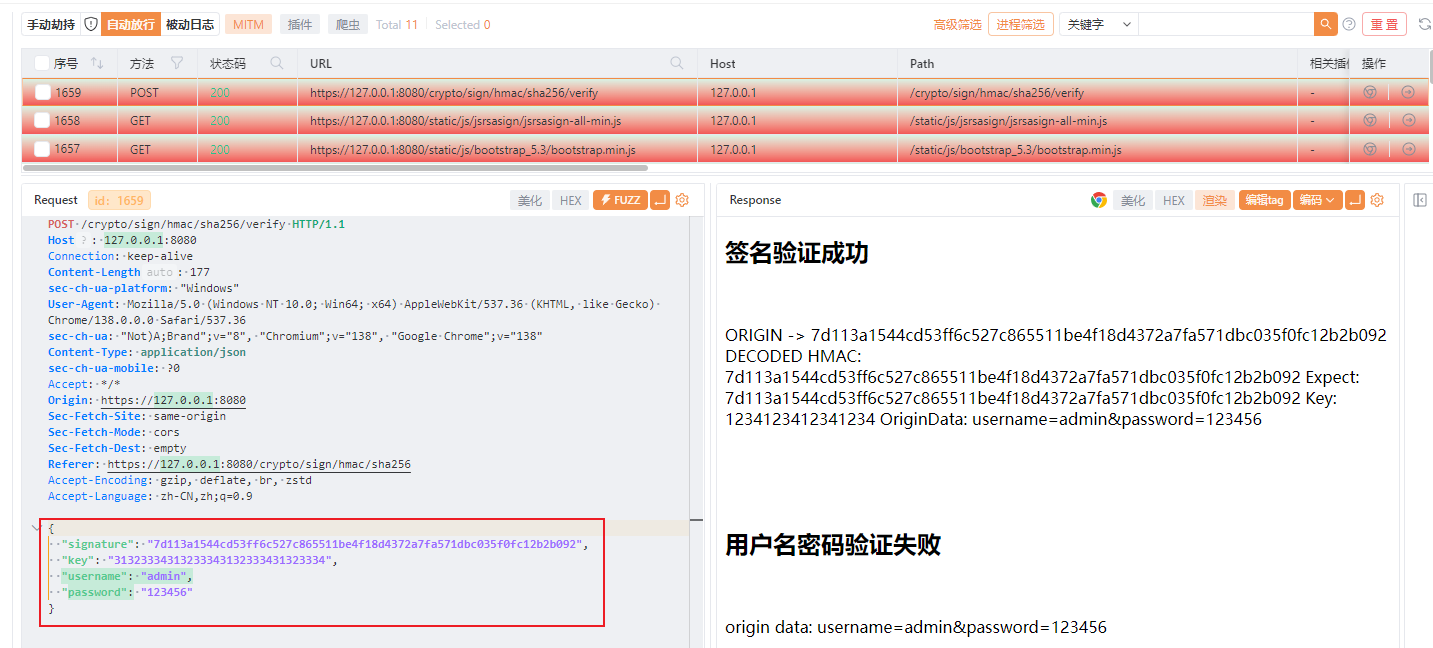 手动劫持 自动放行 被动日志 MITM 插件 爬虫 Total 11 Selected 0 高级筛选 进程筛选 关键字 重 置
序号 方法 状态码 URL Host Path 相关插件 操作
1659 POST 200 https://127.0.0.1:8080/crypto/sign/hmac/sha256/verify 127.0.0.1 /crypto/sign/hmac/sha256/verify -
1658 GET 200 https://127.0.0.1:8080/static/js/jsrsasign/jsrsasign-all-min.js 127.0.0.1 /static/js/jsrsasign/jsrsasign-all-min.js -
1657 GET 200 https://127.0.0.1:8080/static/js/bootstrap_5.3/bootstrap.min.js 127.0.0.1 /static/js/bootstrap_5.3/bootstrap.min.js -
Request id: 1659 美化 HEX FUZZ
POST /crypto/sign/hmac/sha256/verify HTTP/1.1
Host ? : 127.0.0.1:8080
Connection: keep-alive
Content-Length auto : 177
sec-ch-ua-platform: "Windows"
User-Agent: Mozilla/5.0 (Windows NT 10.0; Win64; x64) AppleWebKit/537.36 (KHTML, like Gecko)
Chrome/138.0.0.0 Safari/537.36
sec-ch-ua: "Not)A;Brand";v="8", "Chromium";v="138", "Google Chrome";v="138"
Content-Type: application/json
sec-ch-ua-mobile: ?0
Accept: */*
Origin: https://127.0.0.1:8080
Sec-Fetch-Site: same-origin
Sec-Fetch-Mode: cors
Sec-Fetch-Dest: empty
Referer: https://127.0.0.1:8080/crypto/sign/hmac/sha256
Accept-Encoding: gzip, deflate, br, zstd
Accept-Language: zh-CN,zh;q=0.9
{
"signature": "7d113a1544cd53ff6c527c865511be4f18d4372a7fa571dbc035f0fc12b2b092",
"key": "31323334313233343132333431323334",
"username": "admin",
"password": "123456"
}
Response 美化 HEX 渲染 编辑tag 编码
签名验证成功
ORIGIN -> 7d113a1544cd53ff6c527c865511be4f18d4372a7fa571dbc035f0fc12b2b092
DECODED HMAC:
7d113a1544cd53ff6c527c865511be4f18d4372a7fa571dbc035f0fc12b2b092 Expect:
7d113a1544cd53ff6c527c865511be4f18d4372a7fa571dbc035f0fc12b2b092 Key:
1234123412341234 OriginData: username=admin&password=123456
用户名密码验证失败
origin data: username=admin&password=123456